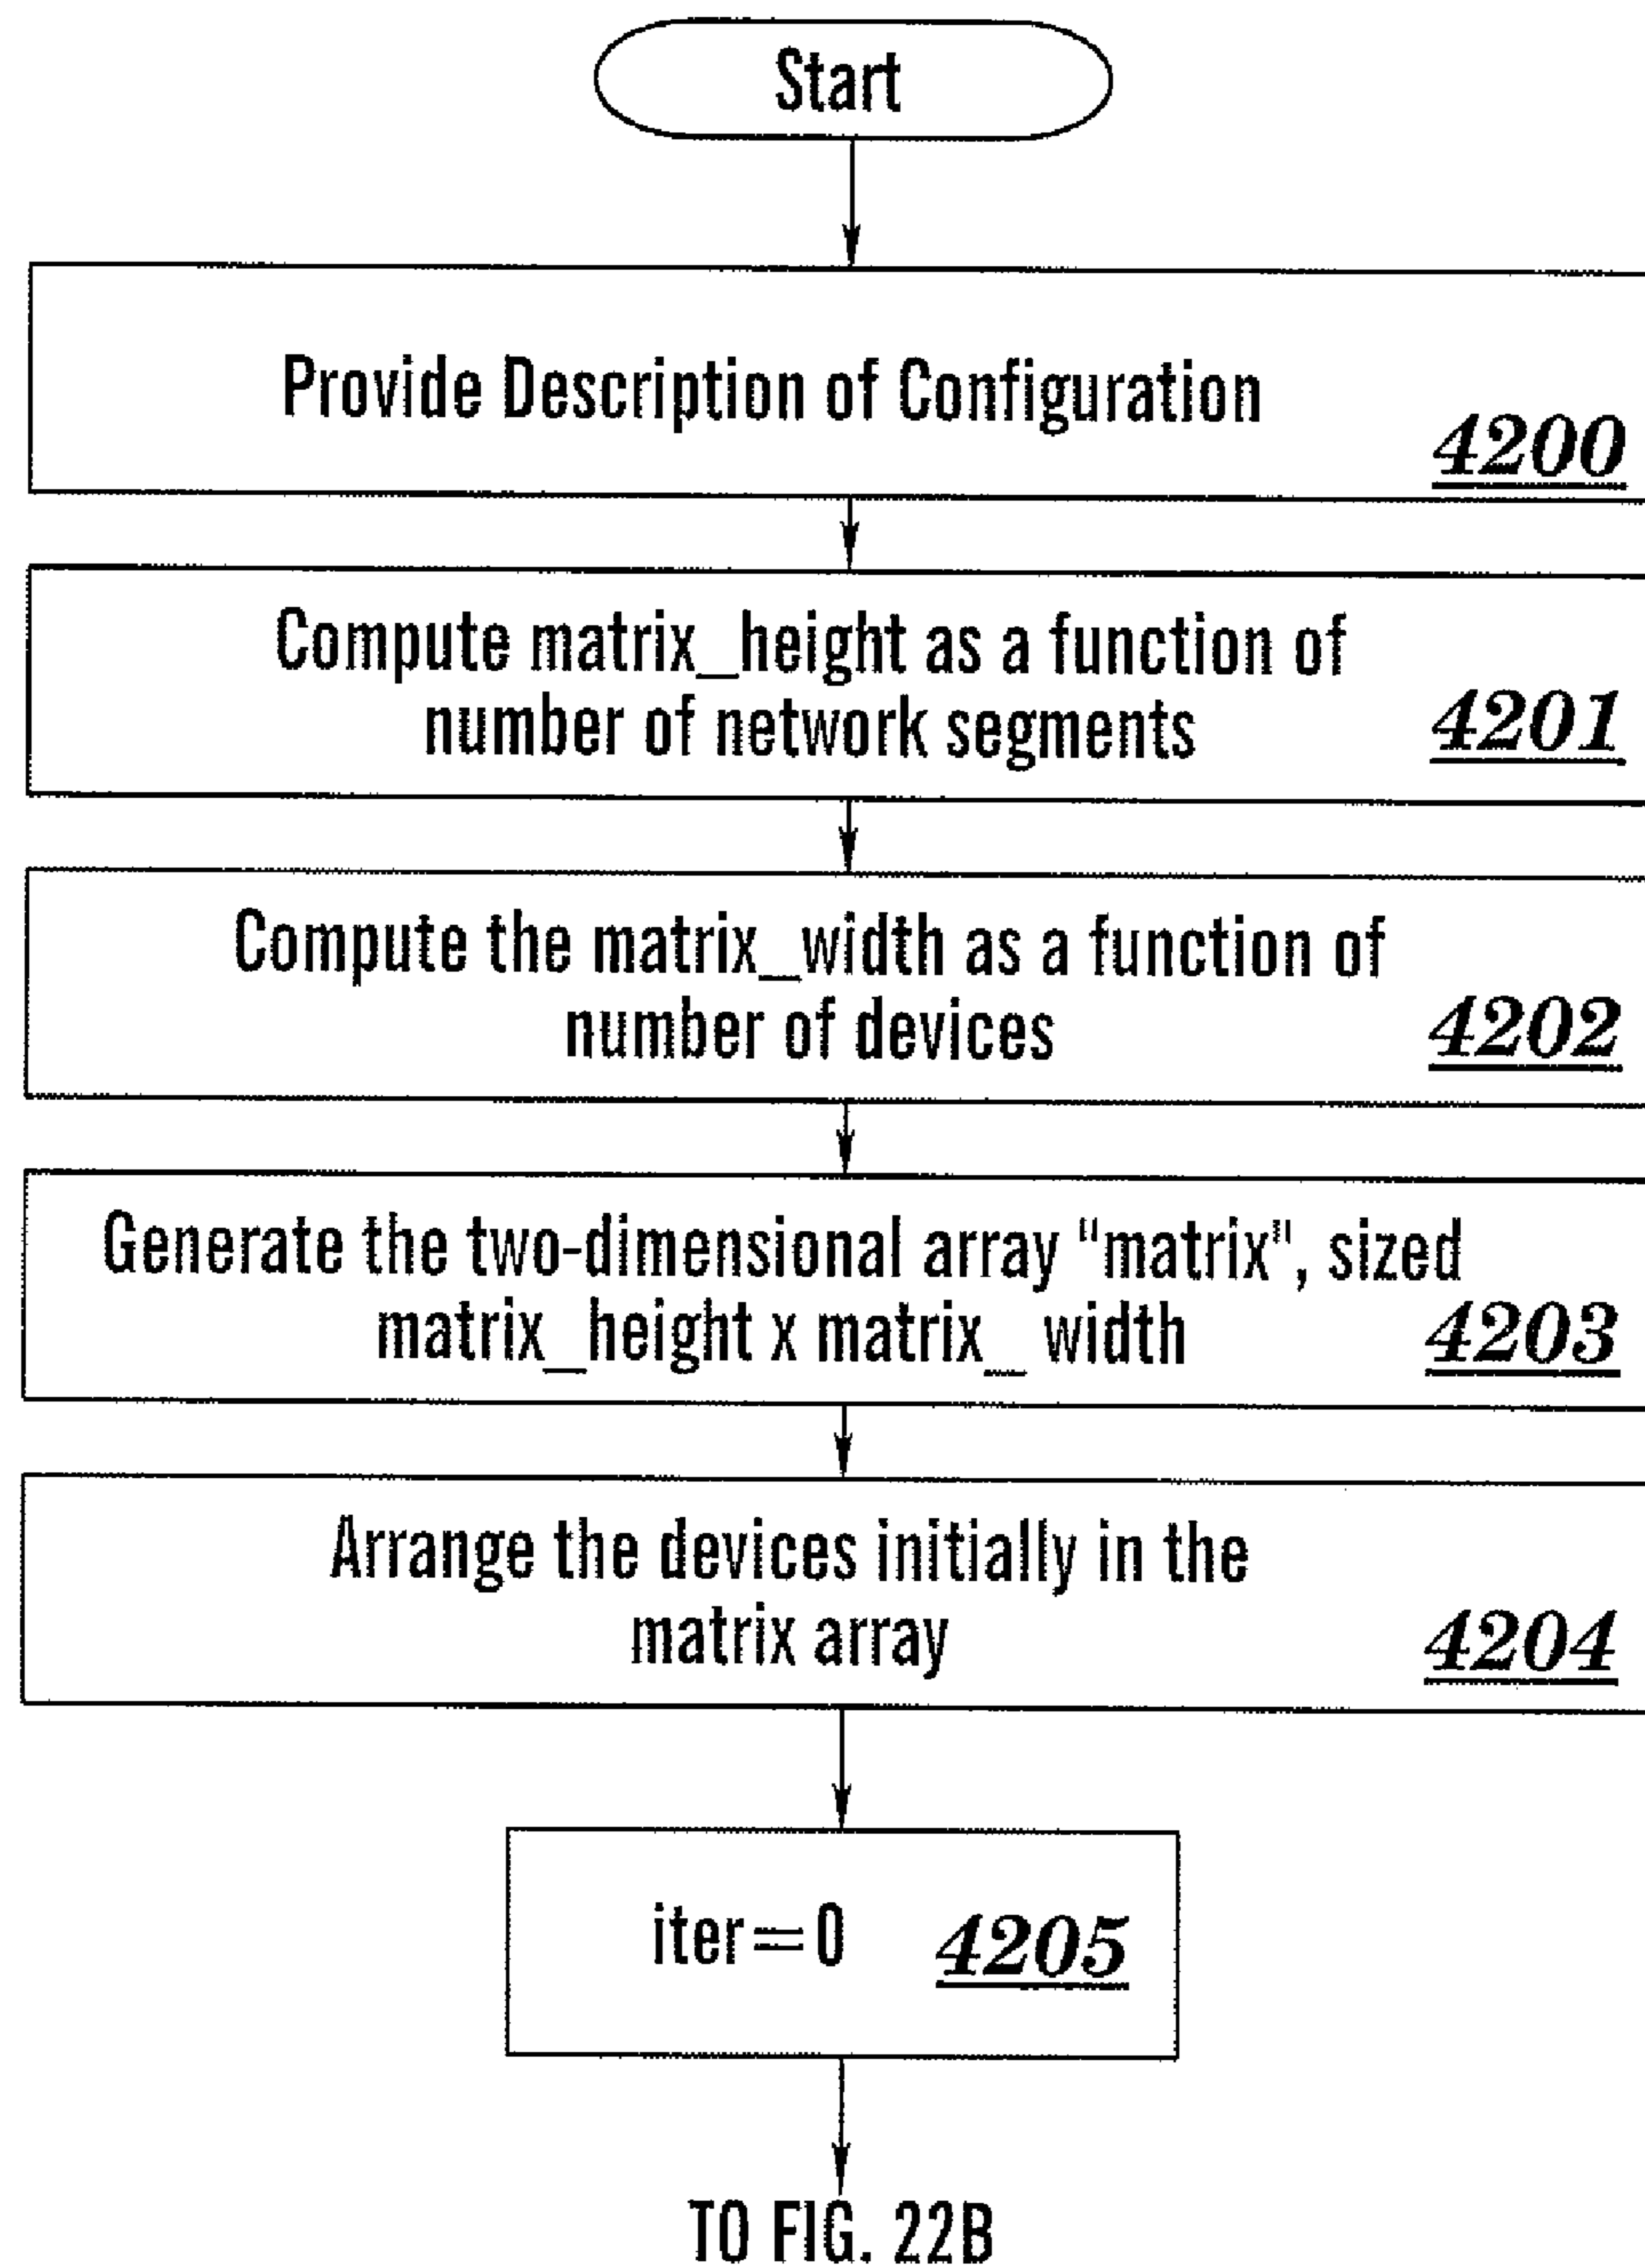 Start
Provide Description of Configuration
4200
Compute matrix_height as a function of
number of network segments
4201
Compute the matrix_width as a function of
number of devices
4202
Generate the two-dimensional array "matrix", sized
matrix_height x matrix_ width
4203
Arrange the devices initially in the
matrix array
4204
iter=0 4205
TO FIG. 22B